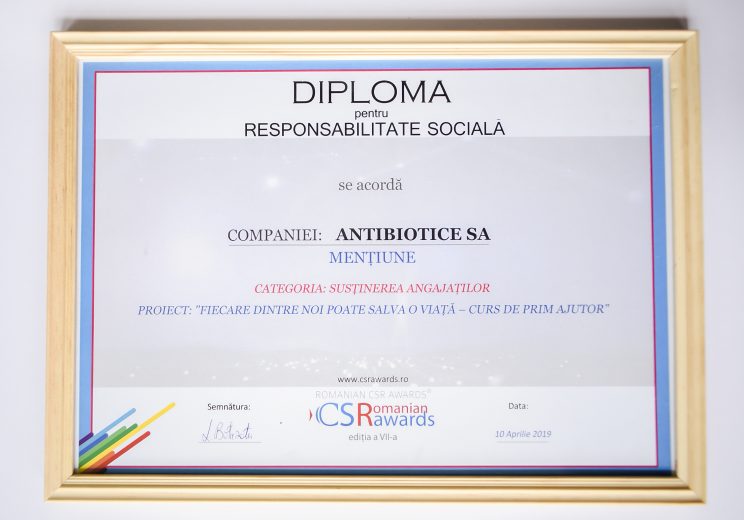 DIPLOMA
pentru
RESPONSABILITATE SOCIALĂ
se acordă
COMPANIEI: ANTIBIOTICE SA
MENȚIUNE
CATEGORIA: SUSȚINEREA ANGAJAȚILOR
PROIECT: "FIECARE DINTRE NOI POATE SALVA O VIAȚĂ – CURS DE PRIM AJUTOR"
www.csrawards.ro
ROMANIAN CSR AWARDS®
Semnătura:
CSRomanian
awards
Data:
ediția a VII-a
10 Aprilie 2019